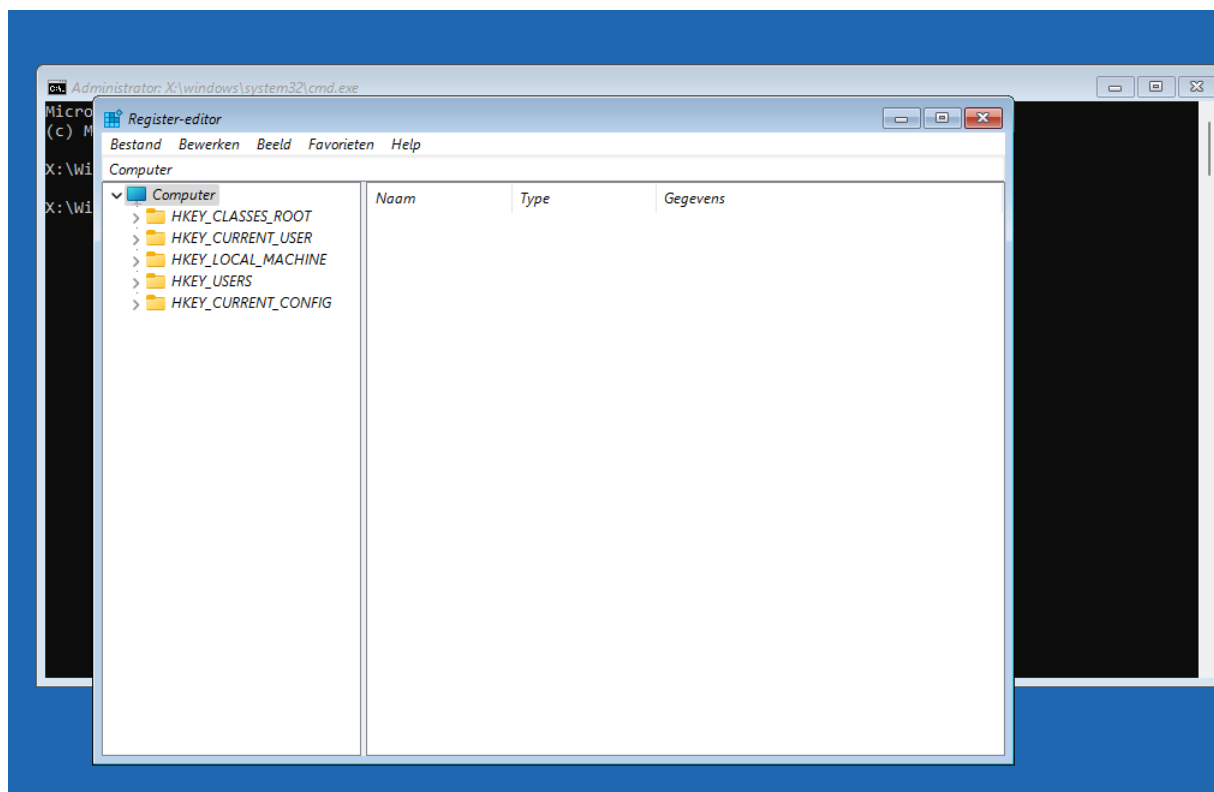 Administrator: X:\windows\system32\cmd.exe
Micro
(c) M
X:\Wi
X:\Wi
Register-editor
Bestand Bewerken Beeld Favorieten Help
Computer
Computer
HKEY_CLASSES_ROOT
HKEY_CURRENT_USER
HKEY_LOCAL_MACHINE
HKEY_USERS
HKEY_CURRENT_CONFIG
Naam Type Gegevens